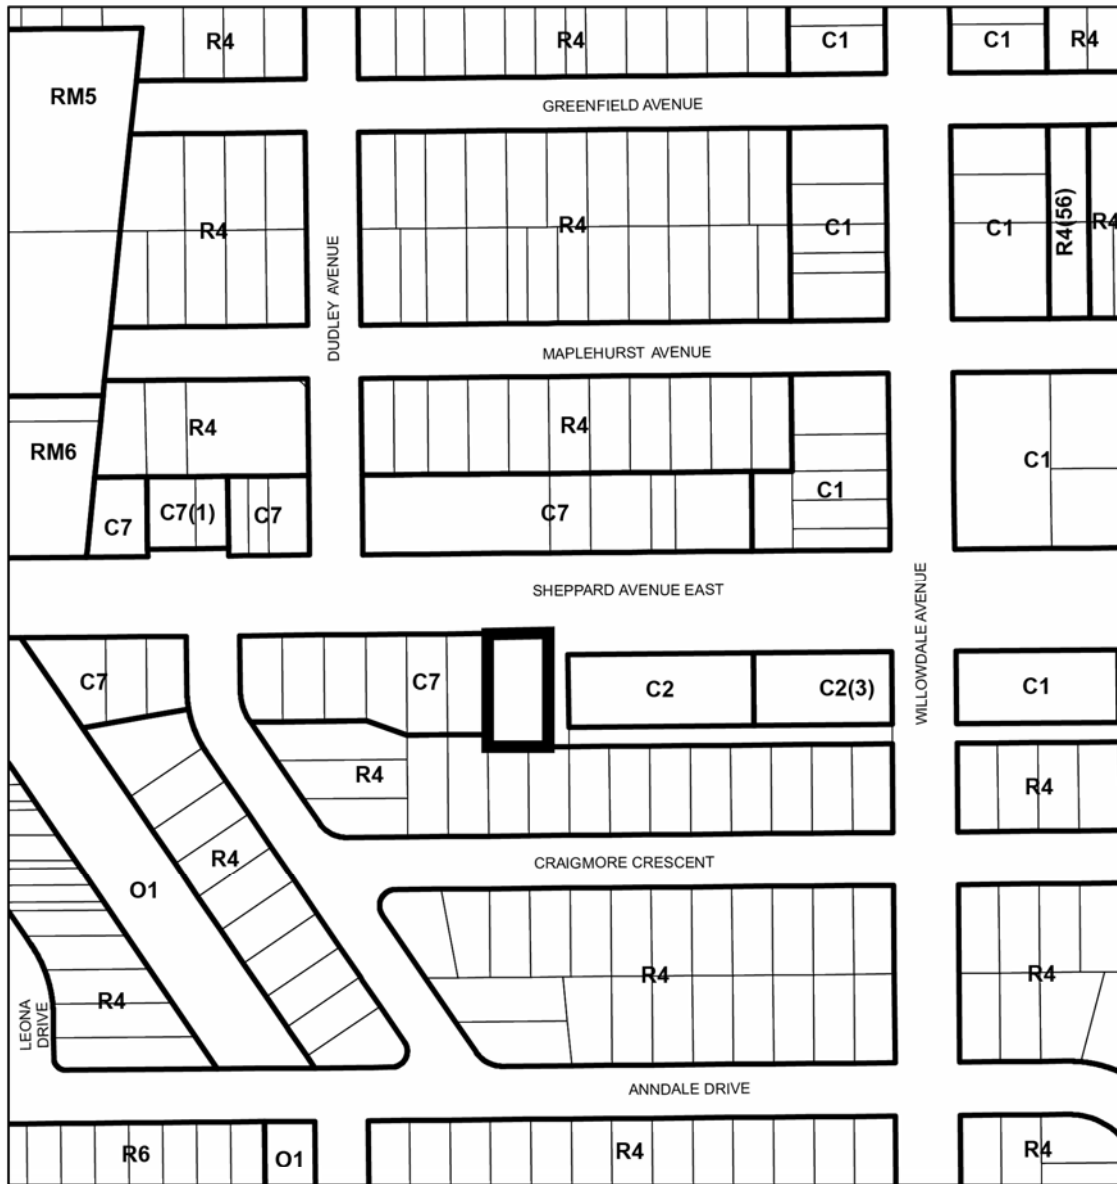 R4
R4
C1
C1
R4
RM5
GREENFIELD AVENUE
R4
R4
C1
C1
R4(56)
R4
DUDLEY AVENUE
MAPLEHURST AVENUE
R4
R4
RM6
C1
C1
C7
C7(1)
C7
C7
SHEPPARD AVENUE EAST
WILLOWDALE AVENUE
C7
C7
C2
C2(3)
C1
R4
R4
R4
CRAIGMORE CRESCENT
O1
R4
R4
R4
LEONA
DRIVE
ANNDALE DRIVE
R6
O1
R4
R4